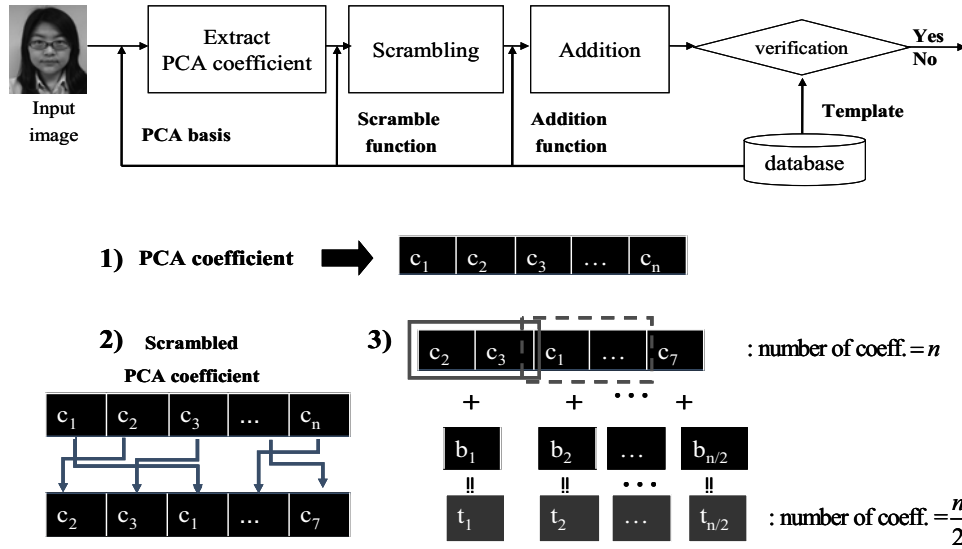 Extract
PCA coefficient
Scrambling
Addition
verification
Yes
No
Input
image
PCA basis
Scramble
function
Addition
function
Template
database
1) PCA coefficient
c1 c2 c3 … cn
2) Scrambled
PCA coefficient
c1 c2 c3 … cn
c2 c3 c1 … c7
3)
c2 c3 c1 … c7 : number of coeff. = n
+ + … +
b1 b2 … bn/2
= = … =
t1 t2 … tn/2 : number of coeff. = n/2